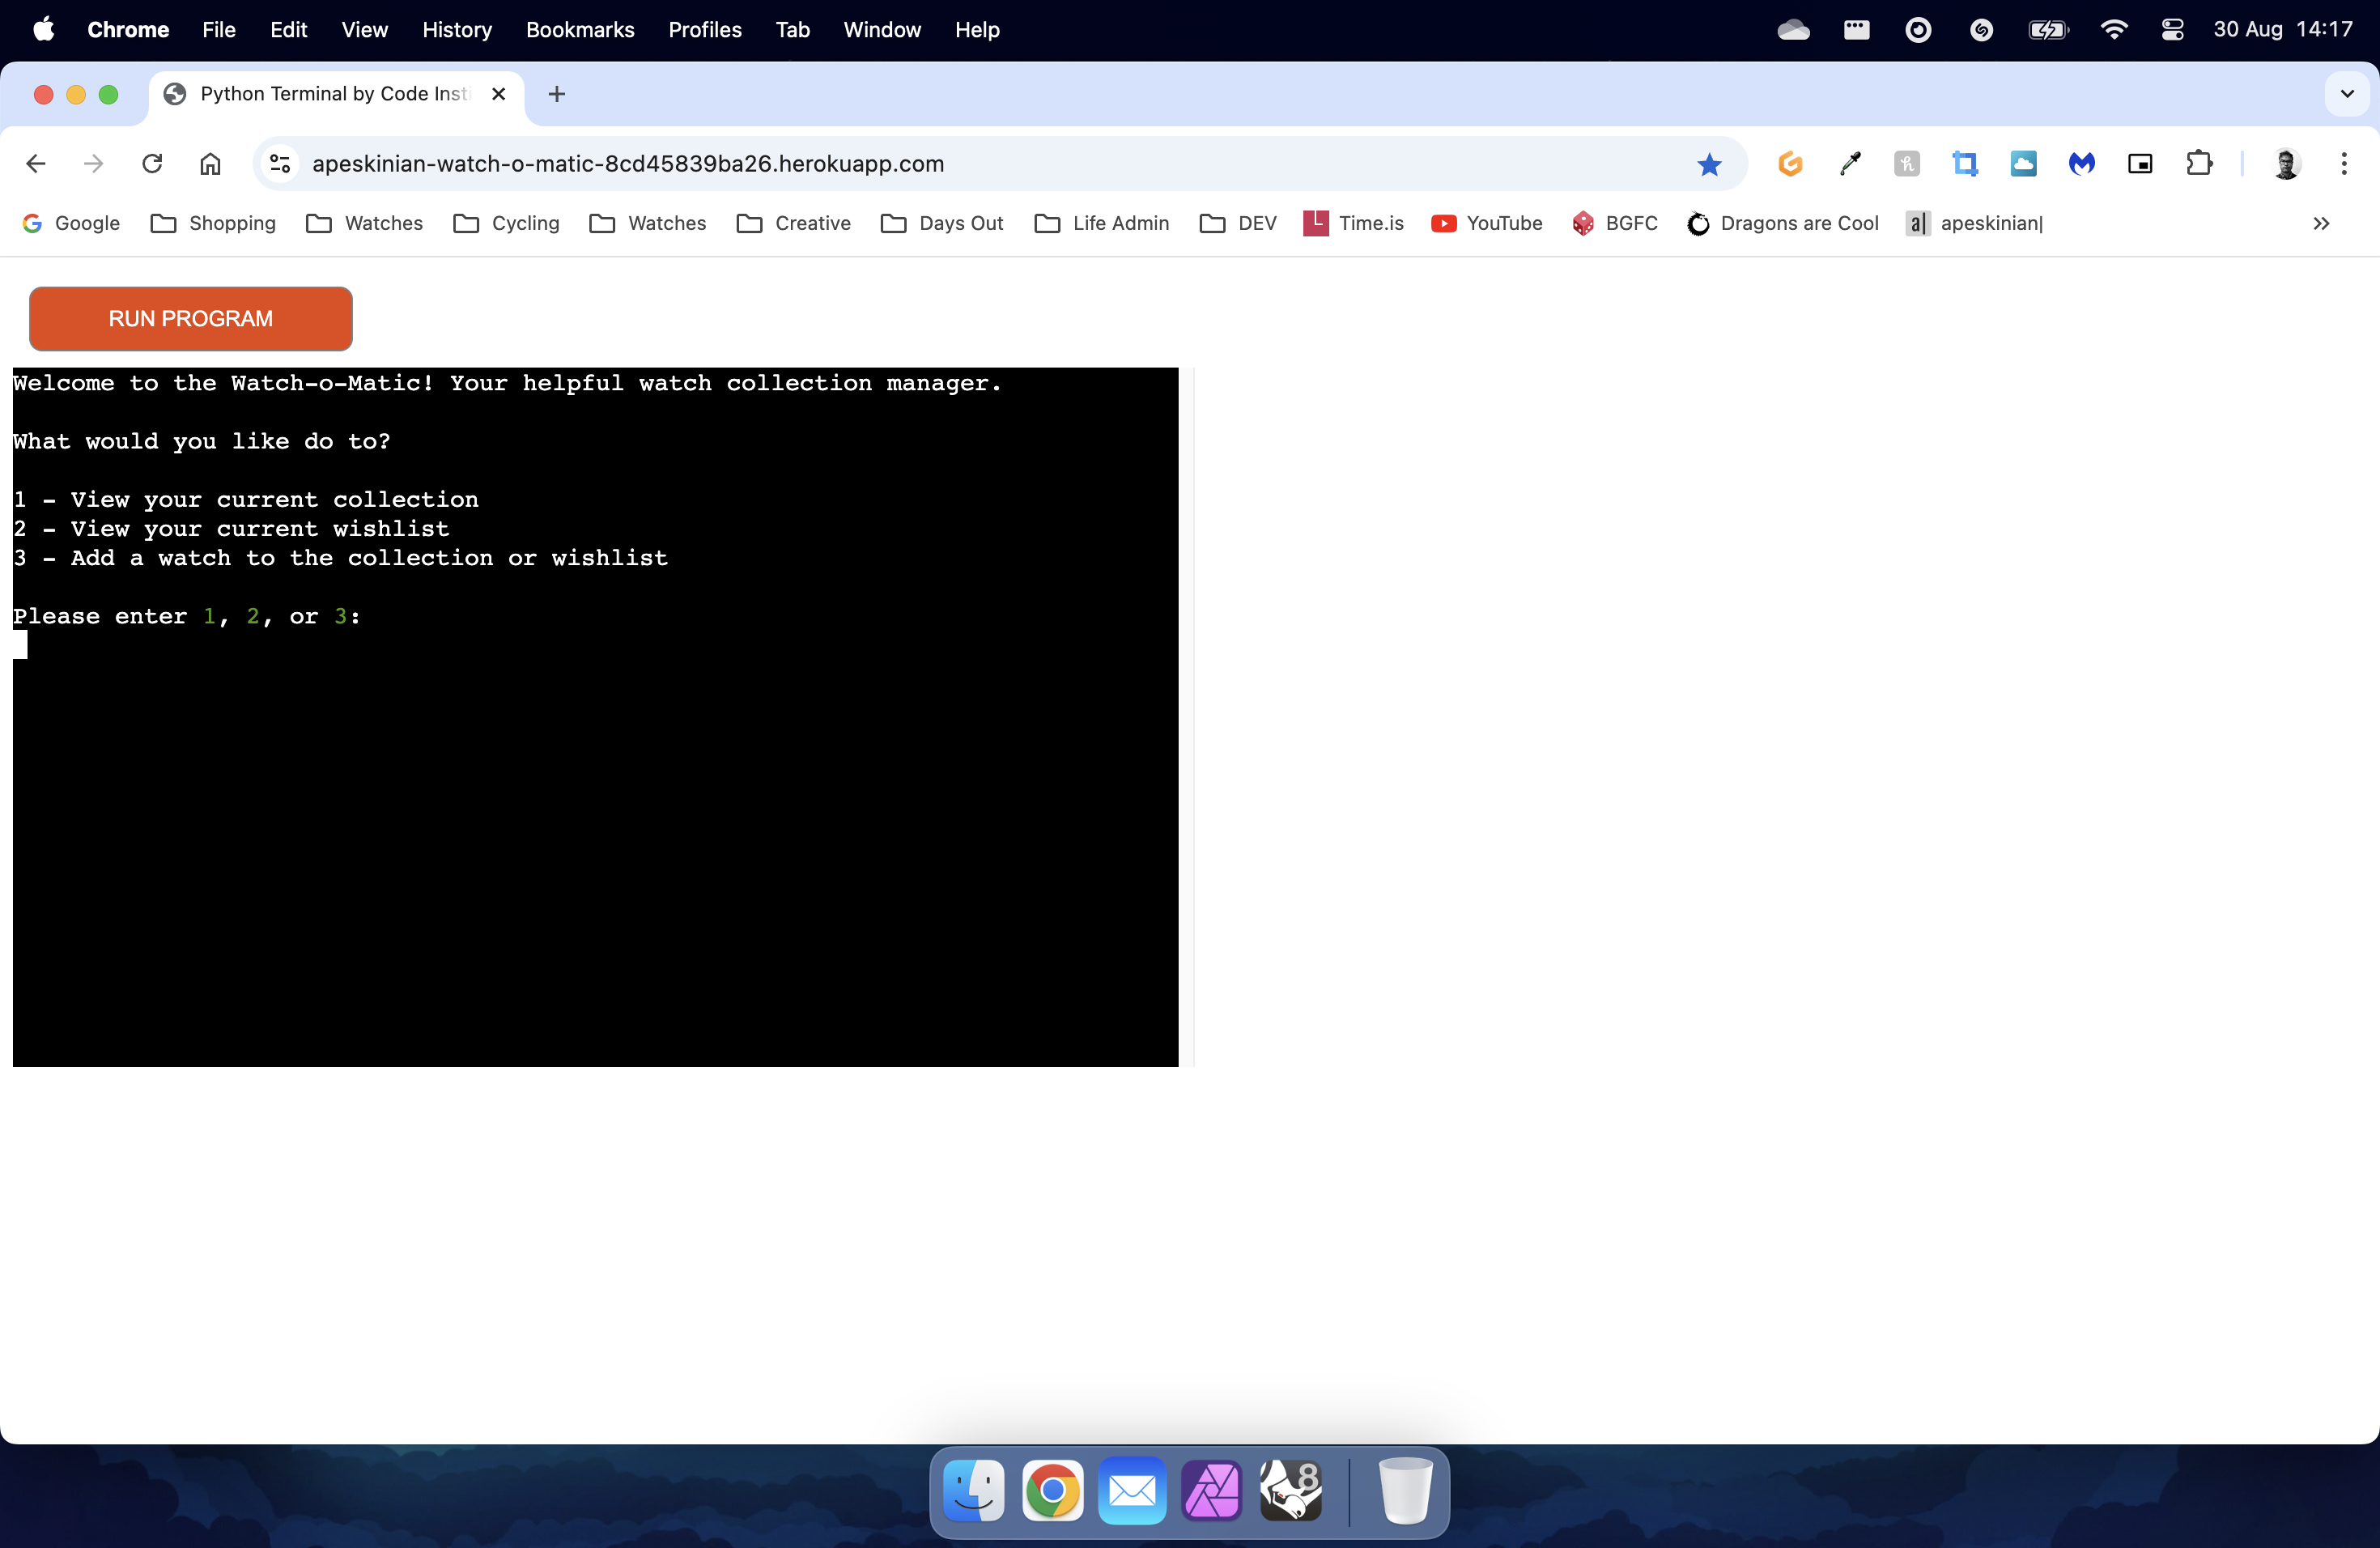 Chrome File Edit View History Bookmarks Profiles Tab Window Help 30 Aug 14:17
Python Terminal by Code Insti
apeskinian-watch-o-matic-8cd45839ba26.herokuapp.com
Google Shopping Watches Cycling Watches Creative Days Out Life Admin DEV Time.is YouTube BGFC Dragons are Cool a| apeskinian|
RUN PROGRAM
Welcome to the Watch-o-Matic! Your helpful watch collection manager.
What would you like do to?
1 - View your current collection
2 - View your current wishlist
3 - Add a watch to the collection or wishlist
Please enter 1, 2, or 3:
8